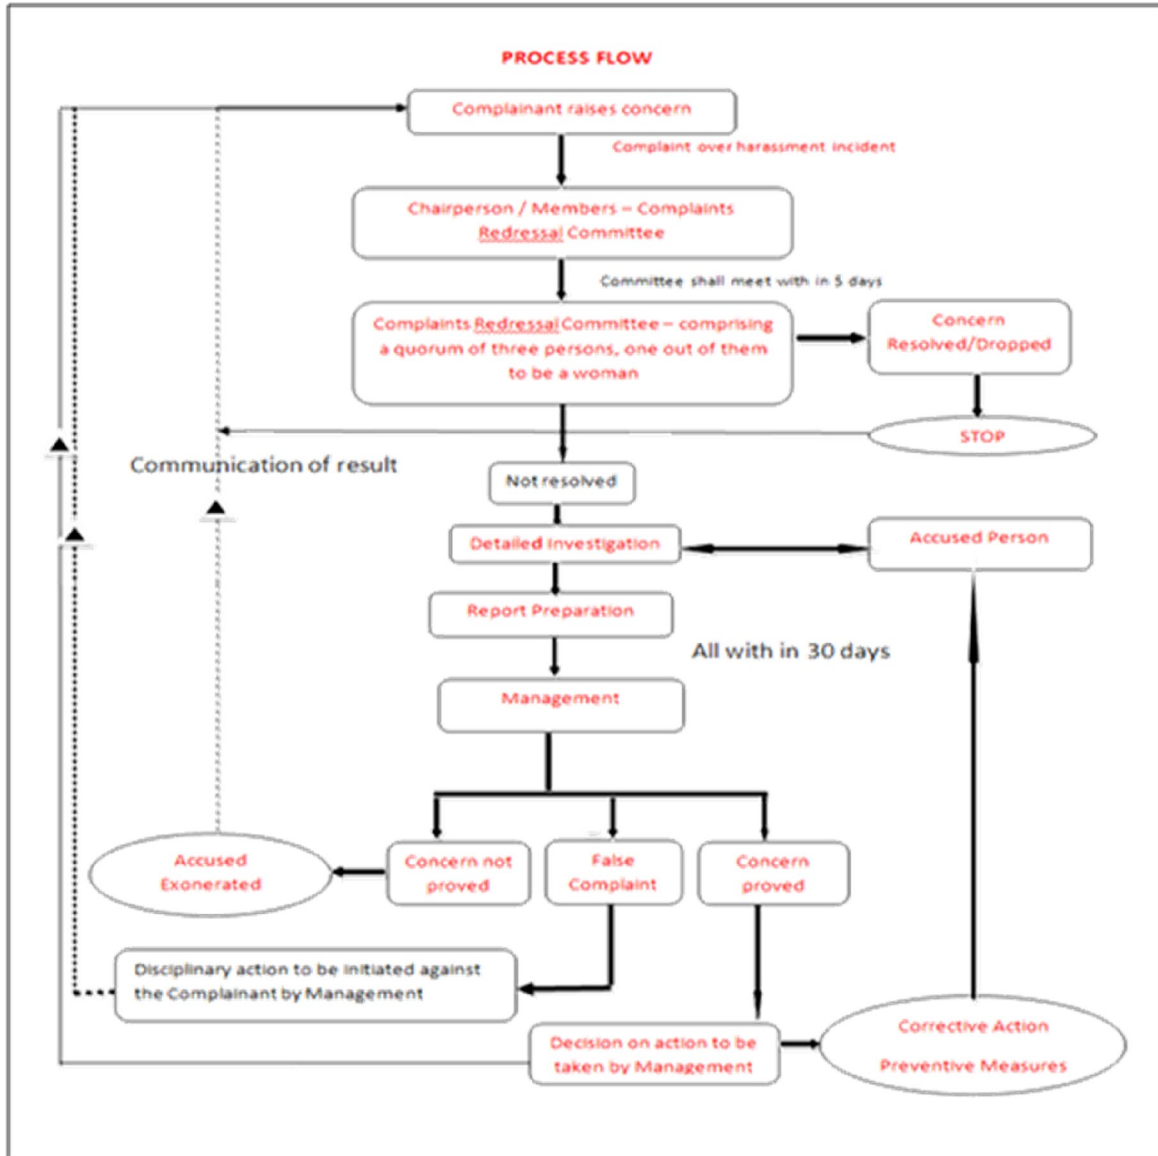 PROCESS FLOW
Complainant raises concern
Complaint over harassment incident
Chairperson / Members – Complaints
Redressal Committee
Committee shall meet with in 5 days
Complaints Redressal Committee – comprising
a quorum of three persons, one out of them
to be a woman
Concern
Resolved/Dropped
STOP
Communication of result
Not resolved
Detailed Investigation
Accused Person
Report Preparation
All with in 30 days
Management
Accused
Exonerated
Concern not
proved
False
Complaint
Concern
proved
Disciplinary action to be initiated against
the Complainant by Management
Decision on action to be
taken by Management
Corrective Action
Preventive Measures